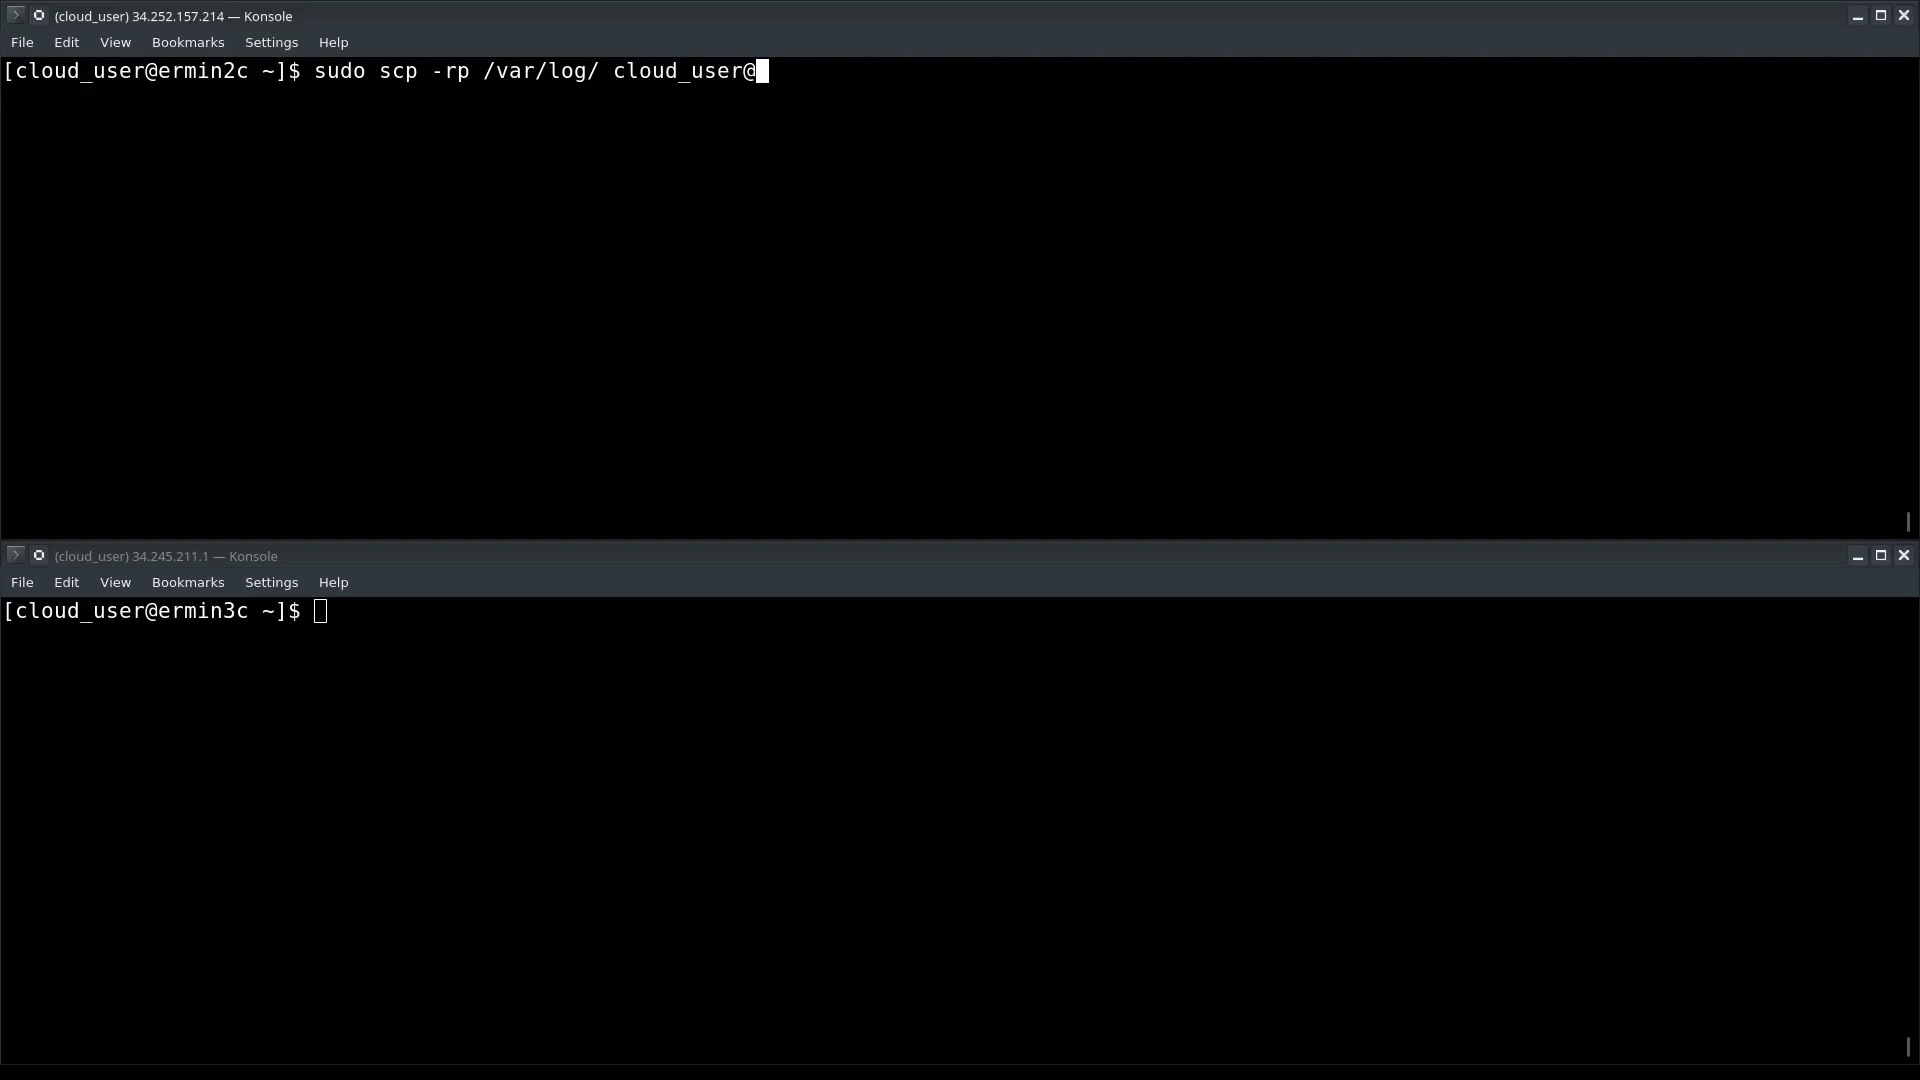 (cloud_user) 34.252.157.214 — Konsole
File Edit View Bookmarks Settings Help
[cloud_user@ermin2c ~]$ sudo scp -rp /var/log/ cloud_user@
(cloud_user) 34.245.211.1 — Konsole
File Edit View Bookmarks Settings Help
[cloud_user@ermin3c ~]$